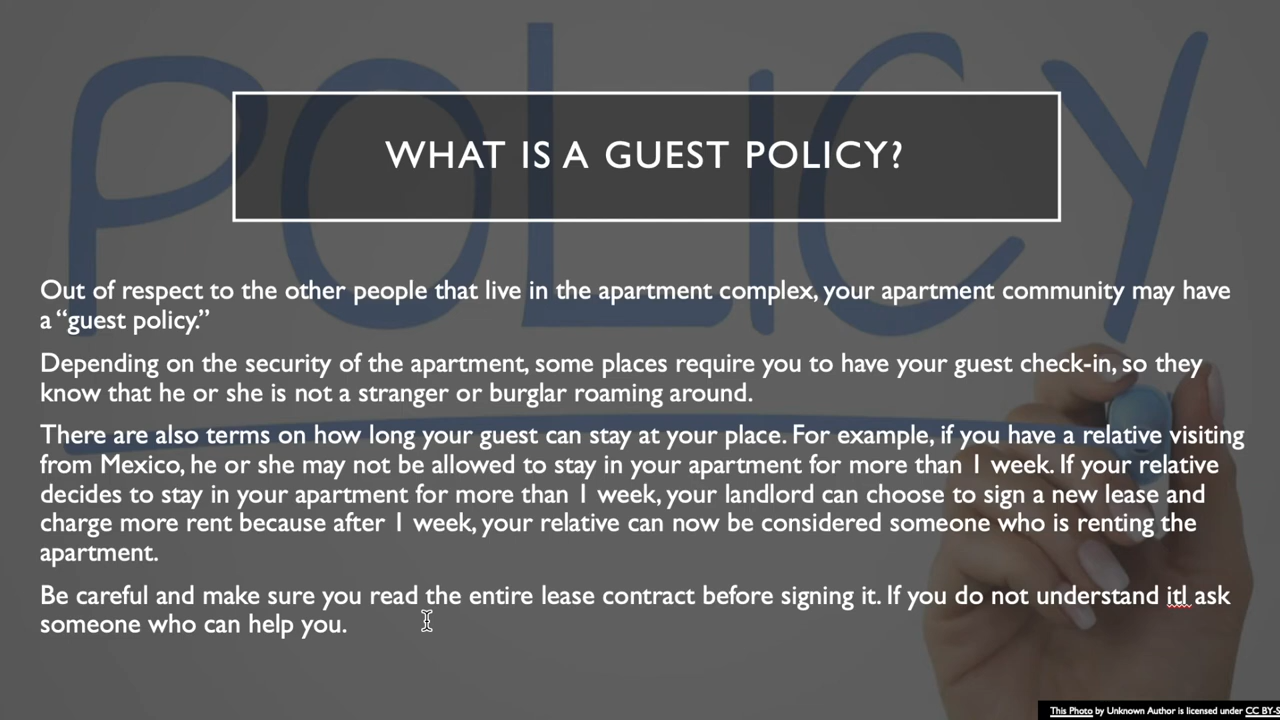 POLICY
WHAT IS A GUEST POLICY?
Out of respect to the other people that live in the apartment complex, your apartment community may have
a “guest policy.”
Depending on the security of the apartment, some places require you to have your guest check-in, so they
know that he or she is not a stranger or burglar roaming around.
There are also terms on how long your guest can stay at your place. For example, if you have a relative visiting
from Mexico, he or she may not be allowed to stay in your apartment for more than 1 week. If your relative
decides to stay in your apartment for more than 1 week, your landlord can choose to sign a new lease and
charge more rent because after 1 week, your relative can now be considered someone who is renting the
apartment.
Be careful and make sure you read the entire lease contract before signing it. If you do not understand itl ask
someone who can help you.
This Photo by Unknown Author is licensed under CC BY-S